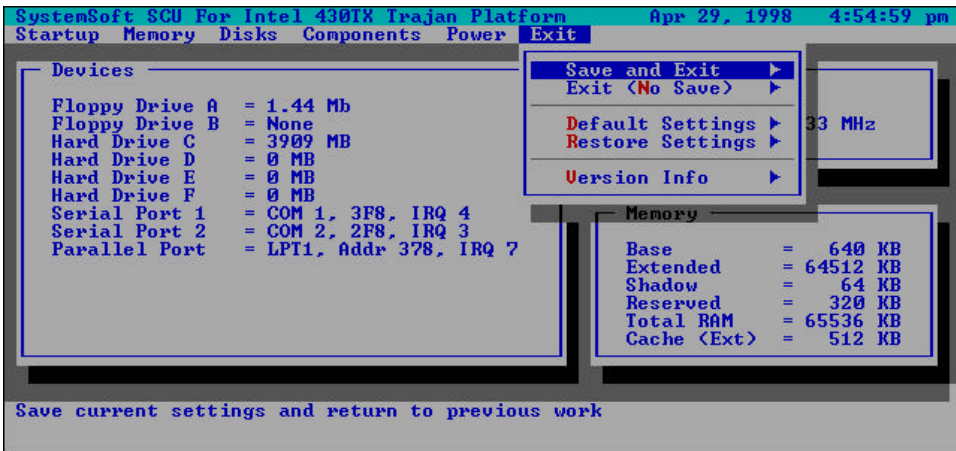 SystemSoft SCU For Intel 430TX Trajan Platform Apr 29, 1998 4:54:59 pm
Startup Memory Disks Components Power Exit
Devices
Floppy Drive A = 1.44 Mb
Floppy Drive B = None
Hard Drive C = 3909 MB
Hard Drive D = 0 MB
Hard Drive E = 0 MB
Hard Drive F = 0 MB
Serial Port 1 = COM 1, 3F8, IRQ 4
Serial Port 2 = COM 2, 2F8, IRQ 3
Parallel Port = LPT1, Addr 378, IRQ 7
Save and Exit
Exit (No Save)
Default Settings
Restore Settings
Version Info
33 MHz
Memory
Base = 640 KB
Extended = 64512 KB
Shadow = 64 KB
Reserved = 320 KB
Total RAM = 65536 KB
Cache (Ext) = 512 KB
Save current settings and return to previous work